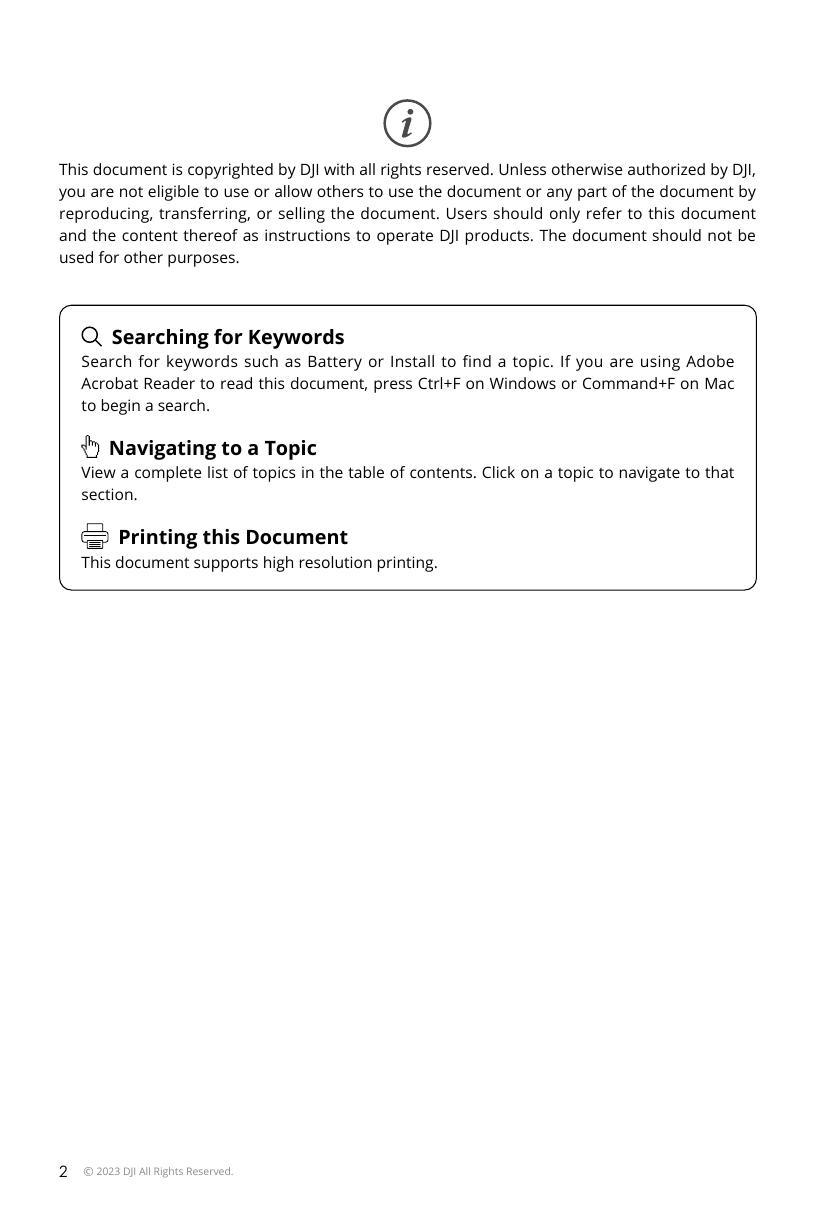 This document is copyrighted by DJI with all rights reserved. Unless otherwise authorized by DJI,
you are not eligible to use or allow others to use the document or any part of the document by
reproducing, transferring, or selling the document. Users should only refer to this document
and the content thereof as instructions to operate DJI products. The document should not be
used for other purposes.
Searching for Keywords
Search for keywords such as Battery or Install to find a topic. If you are using Adobe
Acrobat Reader to read this document, press Ctrl+F on Windows or Command+F on Mac
to begin a search.
Navigating to a Topic
View a complete list of topics in the table of contents. Click on a topic to navigate to that
section.
Printing this Document
This document supports high resolution printing.
2 © 2023 DJI All Rights Reserved.